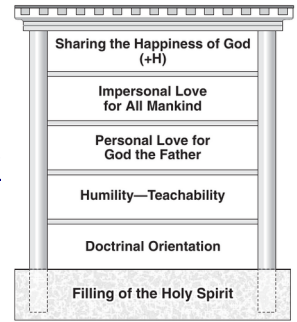 Sharing the Happiness of God
(+H)
Impersonal Love
for All Mankind
Personal Love for
God the Father
Humility—Teachability
Doctrinal Orientation
Filling of the Holy Spirit